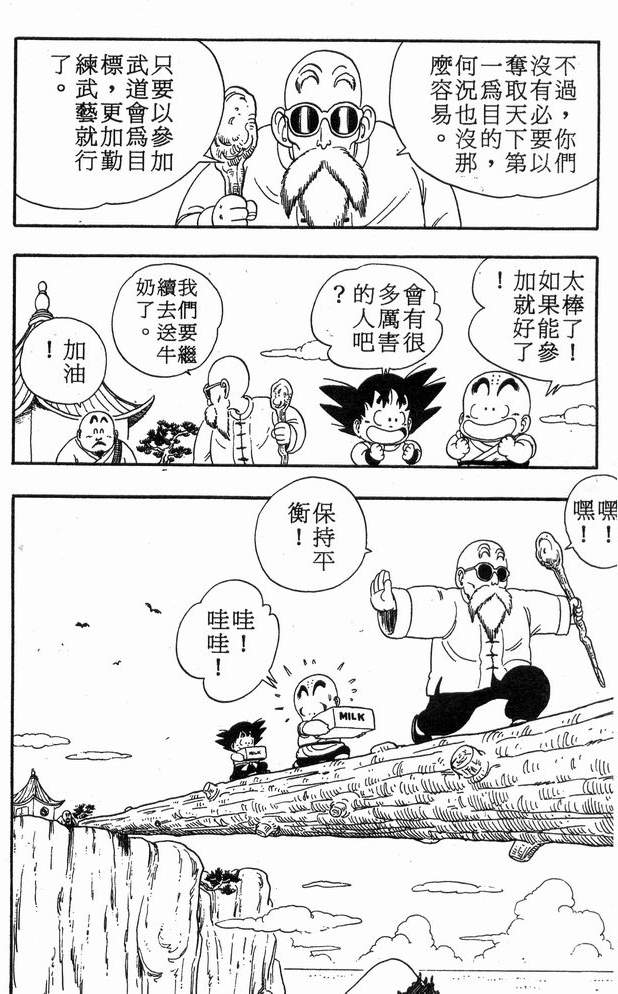 不過，你們
沒有必要以
奪取天下第
一爲目的，
何況也沒那
麼容易。
只要以參加
武道會爲目
標，更加勤
練武藝就行
了。
太棒了！
如果能參
加就好了
！
會有很
多厲害
的人吧
？
我們要繼
續去送牛
奶了。
加油
！
嘿！
嘿！
保持平
衡！
哇！
哇！
哇！
MILK
MILK